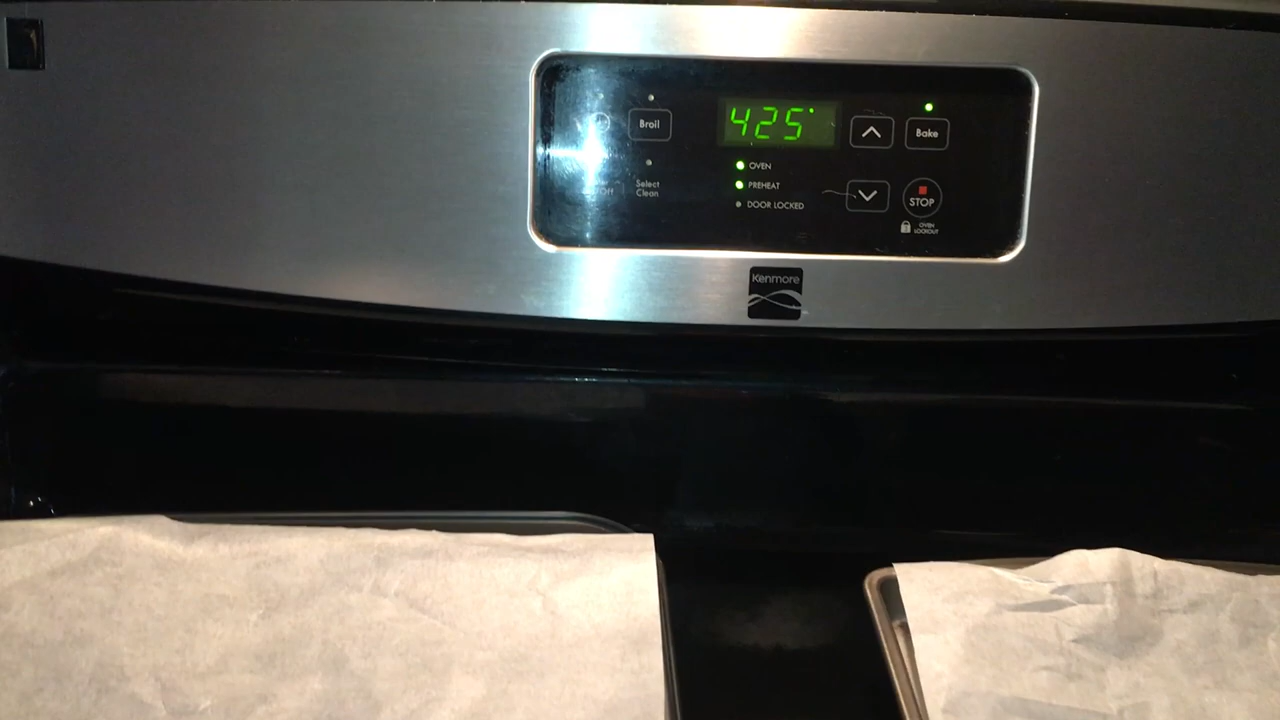 Broil
425°
Bake
OVEN
Select
Clean
PREHEAT
DOOR LOCKED
STOP
OVEN
LOCKOUT
Kenmore